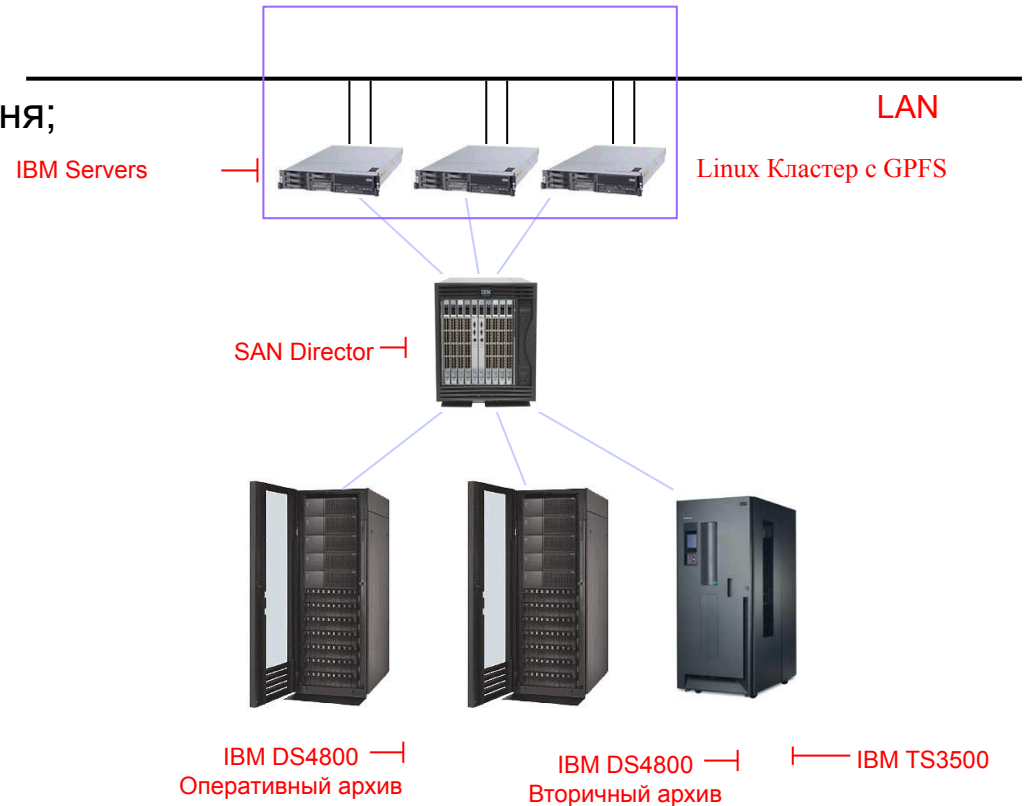 LAN
ня;
IBM Servers
Linux Кластер с GPFS
IBM
SAN Director
IBM DS4800
Оперативный архив
IBM DS4800
Вторичный архив
IBM TS3500